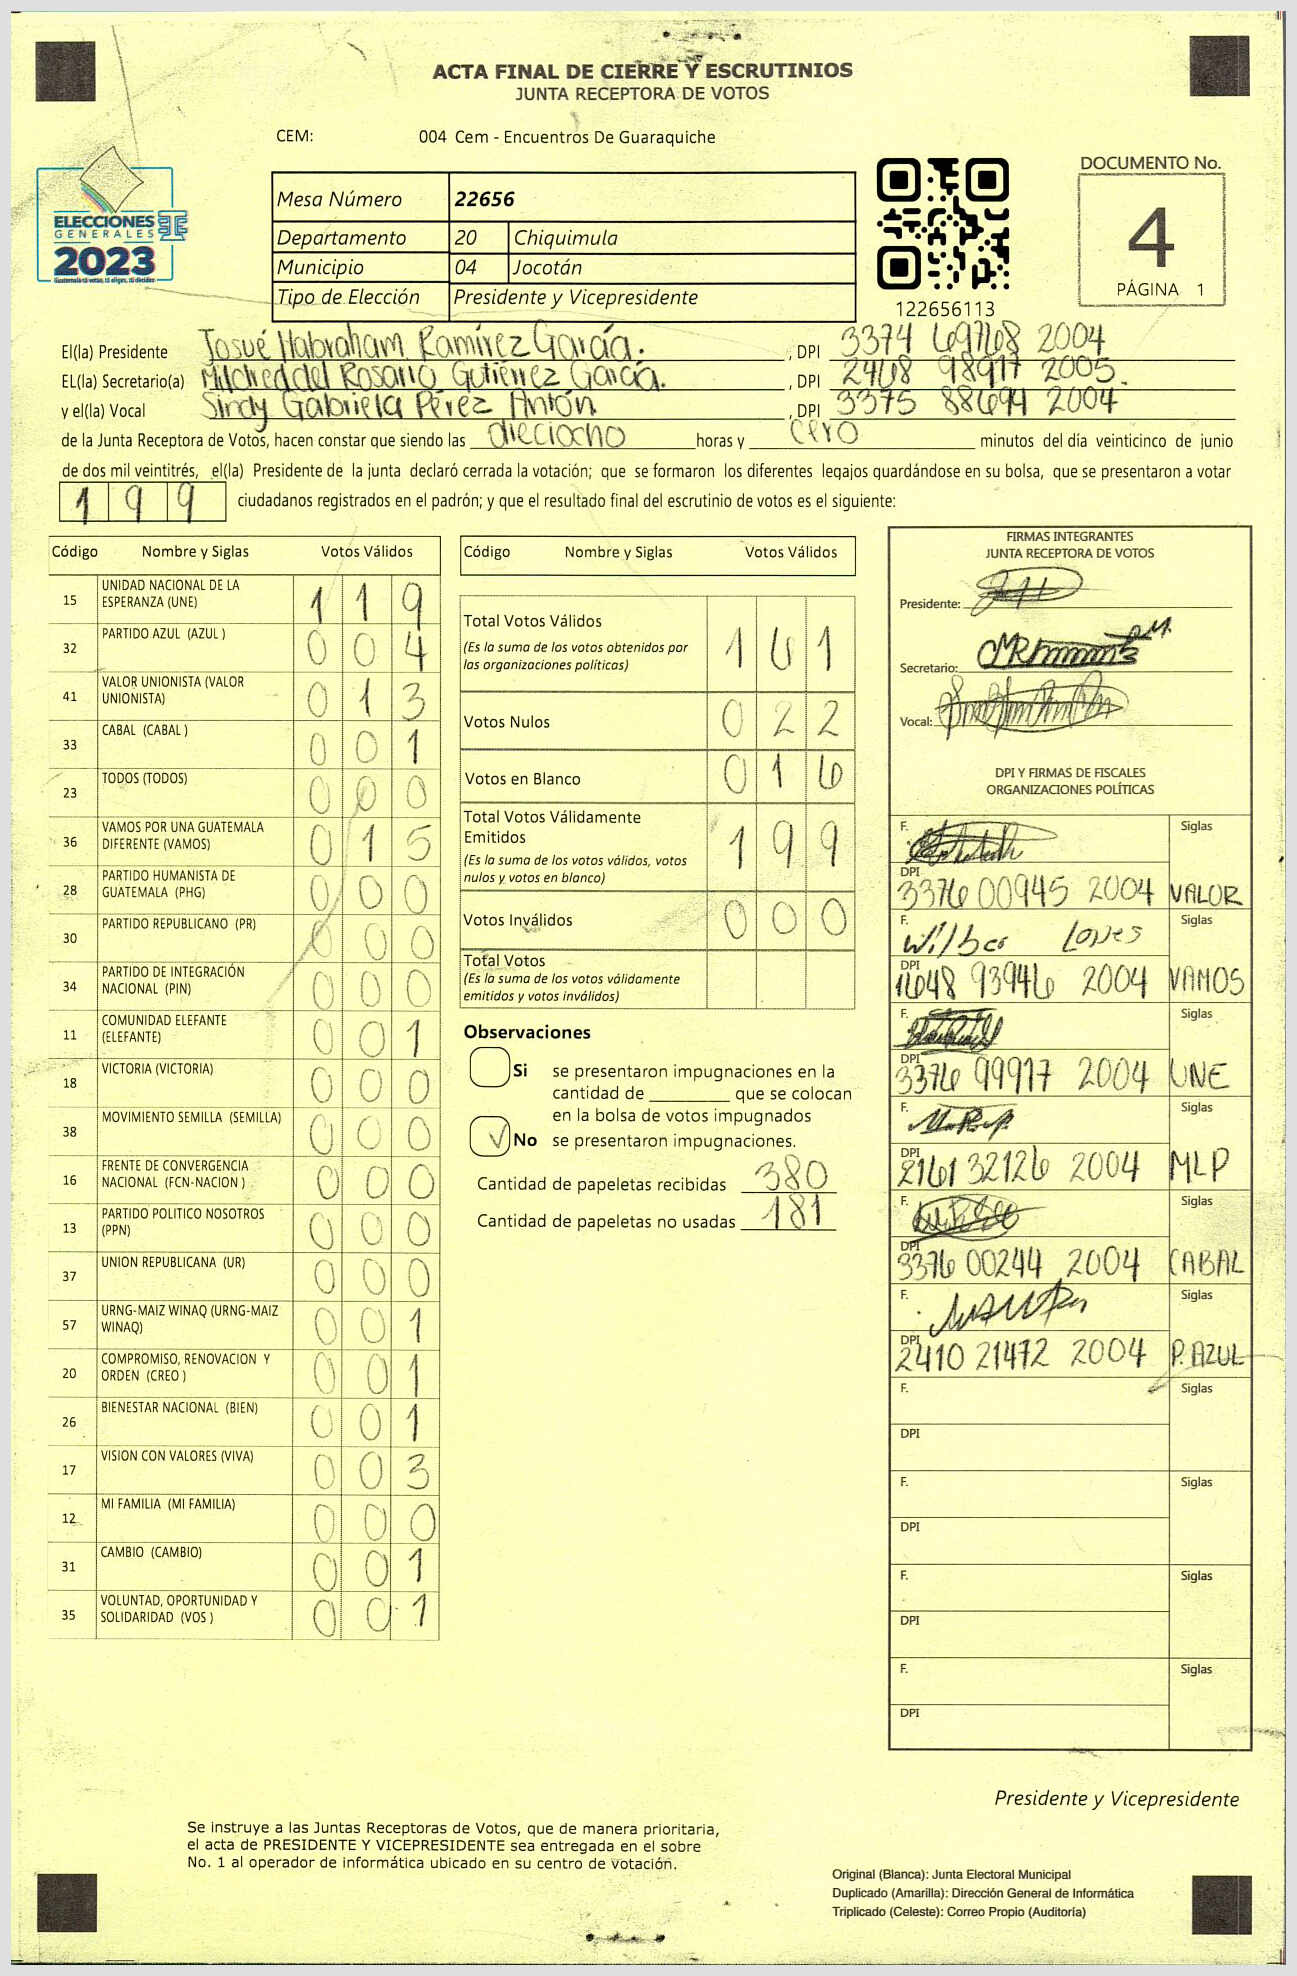 ACTA FINAL DE CIERRE Y ESCRUTINIOS
JUNTA RECEPTORA DE VOTOS
CEM: 004 Cem - Encuentros De Guaraquiche
ELECCIONES
GENERALES
2023
Guatemala tú votas, tú eliges, tú decides
Mesa Número 22656
Departamento 20 Chiquimula
Municipio 04 Jocotán
Tipo de Elección Presidente y Vicepresidente
122656113
DOCUMENTO No.
4
PÁGINA 1
El(la) Presidente Josué Habraham Ramírez García. , DPI 3374 69768 2004
EL(la) Secretario(a) Mildred del Rosario Gutiérrez García. , DPI 2468 98917 2005.
y el(la) Vocal Sindy Gabriela Pérez Antón , DPI 3375 88694 2004
de la Junta Receptora de Votos, hacen constar que siendo las dieciocho horas y cero minutos del día veinticinco de junio
de dos mil veintitrés, el(la) Presidente de la junta declaró cerrada la votación; que se formaron los diferentes legajos guardándose en su bolsa, que se presentaron a votar
199 ciudadanos registrados en el padrón; y que el resultado final del escrutinio de votos es el siguiente:
Código Nombre y Siglas Votos Válidos
15 UNIDAD NACIONAL DE LA ESPERANZA (UNE) 1 1 9
32 PARTIDO AZUL (AZUL ) 0 0 4
41 VALOR UNIONISTA (VALOR UNIONISTA) 0 1 3
33 CABAL (CABAL ) 0 0 1
23 TODOS (TODOS) 0 0 0
36 VAMOS POR UNA GUATEMALA DIFERENTE (VAMOS) 0 1 5
28 PARTIDO HUMANISTA DE GUATEMALA (PHG) 0 0 0
30 PARTIDO REPUBLICANO (PR) 0 0 0
34 PARTIDO DE INTEGRACIÓN NACIONAL (PIN) 0 0 0
11 COMUNIDAD ELEFANTE (ELEFANTE) 0 0 1
18 VICTORIA (VICTORIA) 0 0 0
38 MOVIMIENTO SEMILLA (SEMILLA) 0 0 0
16 FRENTE DE CONVERGENCIA NACIONAL (FCN-NACION ) 0 0 0
13 PARTIDO POLITICO NOSOTROS (PPN) 0 0 0
37 UNION REPUBLICANA (UR) 0 0 0
57 URNG-MAIZ WINAQ (URNG-MAIZ WINAQ) 0 0 1
20 COMPROMISO, RENOVACION Y ORDEN (CREO ) 0 0 1
26 BIENESTAR NACIONAL (BIEN) 0 0 1
17 VISION CON VALORES (VIVA) 0 0 3
12 MI FAMILIA (MI FAMILIA) 0 0 0
31 CAMBIO (CAMBIO) 0 0 1
35 VOLUNTAD, OPORTUNIDAD Y SOLIDARIDAD (VOS ) 0 0 1
Código Nombre y Siglas Votos Válidos
Total Votos Válidos 1 6 1
(Es la suma de los votos obtenidos por
las organizaciones políticas)
Votos Nulos 0 2 2
Votos en Blanco 0 1 6
Total Votos Válidamente
Emitidos 1 9 9
(Es la suma de los votos válidos, votos
nulos y votos en blanco)
Votos Inválidos 0 0 0
Total Votos
(Es la suma de los votos válidamente
emitidos y votos inválidos)
Observaciones
Si se presentaron impugnaciones en la
cantidad de ________ que se colocan
en la bolsa de votos impugnados
No se presentaron impugnaciones.
Cantidad de papeletas recibidas 380
Cantidad de papeletas no usadas 181
FIRMAS INTEGRANTES
JUNTA RECEPTORA DE VOTOS
Presidente:
Secretario:
Vocal:
DPI Y FIRMAS DE FISCALES
ORGANIZACIONES POLÍTICAS
F. Siglas
DPI
3376 00945 2004 VALOR
F. Wilber Lopes Siglas
DPI
1648 93946 2004 VAMOS
F. Siglas
DPI
3376 99917 2004 UNE
F. Siglas
DPI
2161 32126 2004 MLP
F. Siglas
DPI
3376 00244 2004 CABAL
F. Siglas
DPI
2410 21472 2004 P. AZUL
F. Siglas
DPI
F. Siglas
DPI
F. Siglas
DPI
F. Siglas
DPI
Presidente y Vicepresidente
Se instruye a las Juntas Receptoras de Votos, que de manera prioritaria,
el acta de PRESIDENTE Y VICEPRESIDENTE sea entregada en el sobre
No. 1 al operador de informática ubicado en su centro de votación.
Original (Blanca): Junta Electoral Municipal
Duplicado (Amarilla): Dirección General de Informática
Triplicado (Celeste): Correo Propio (Auditoría)